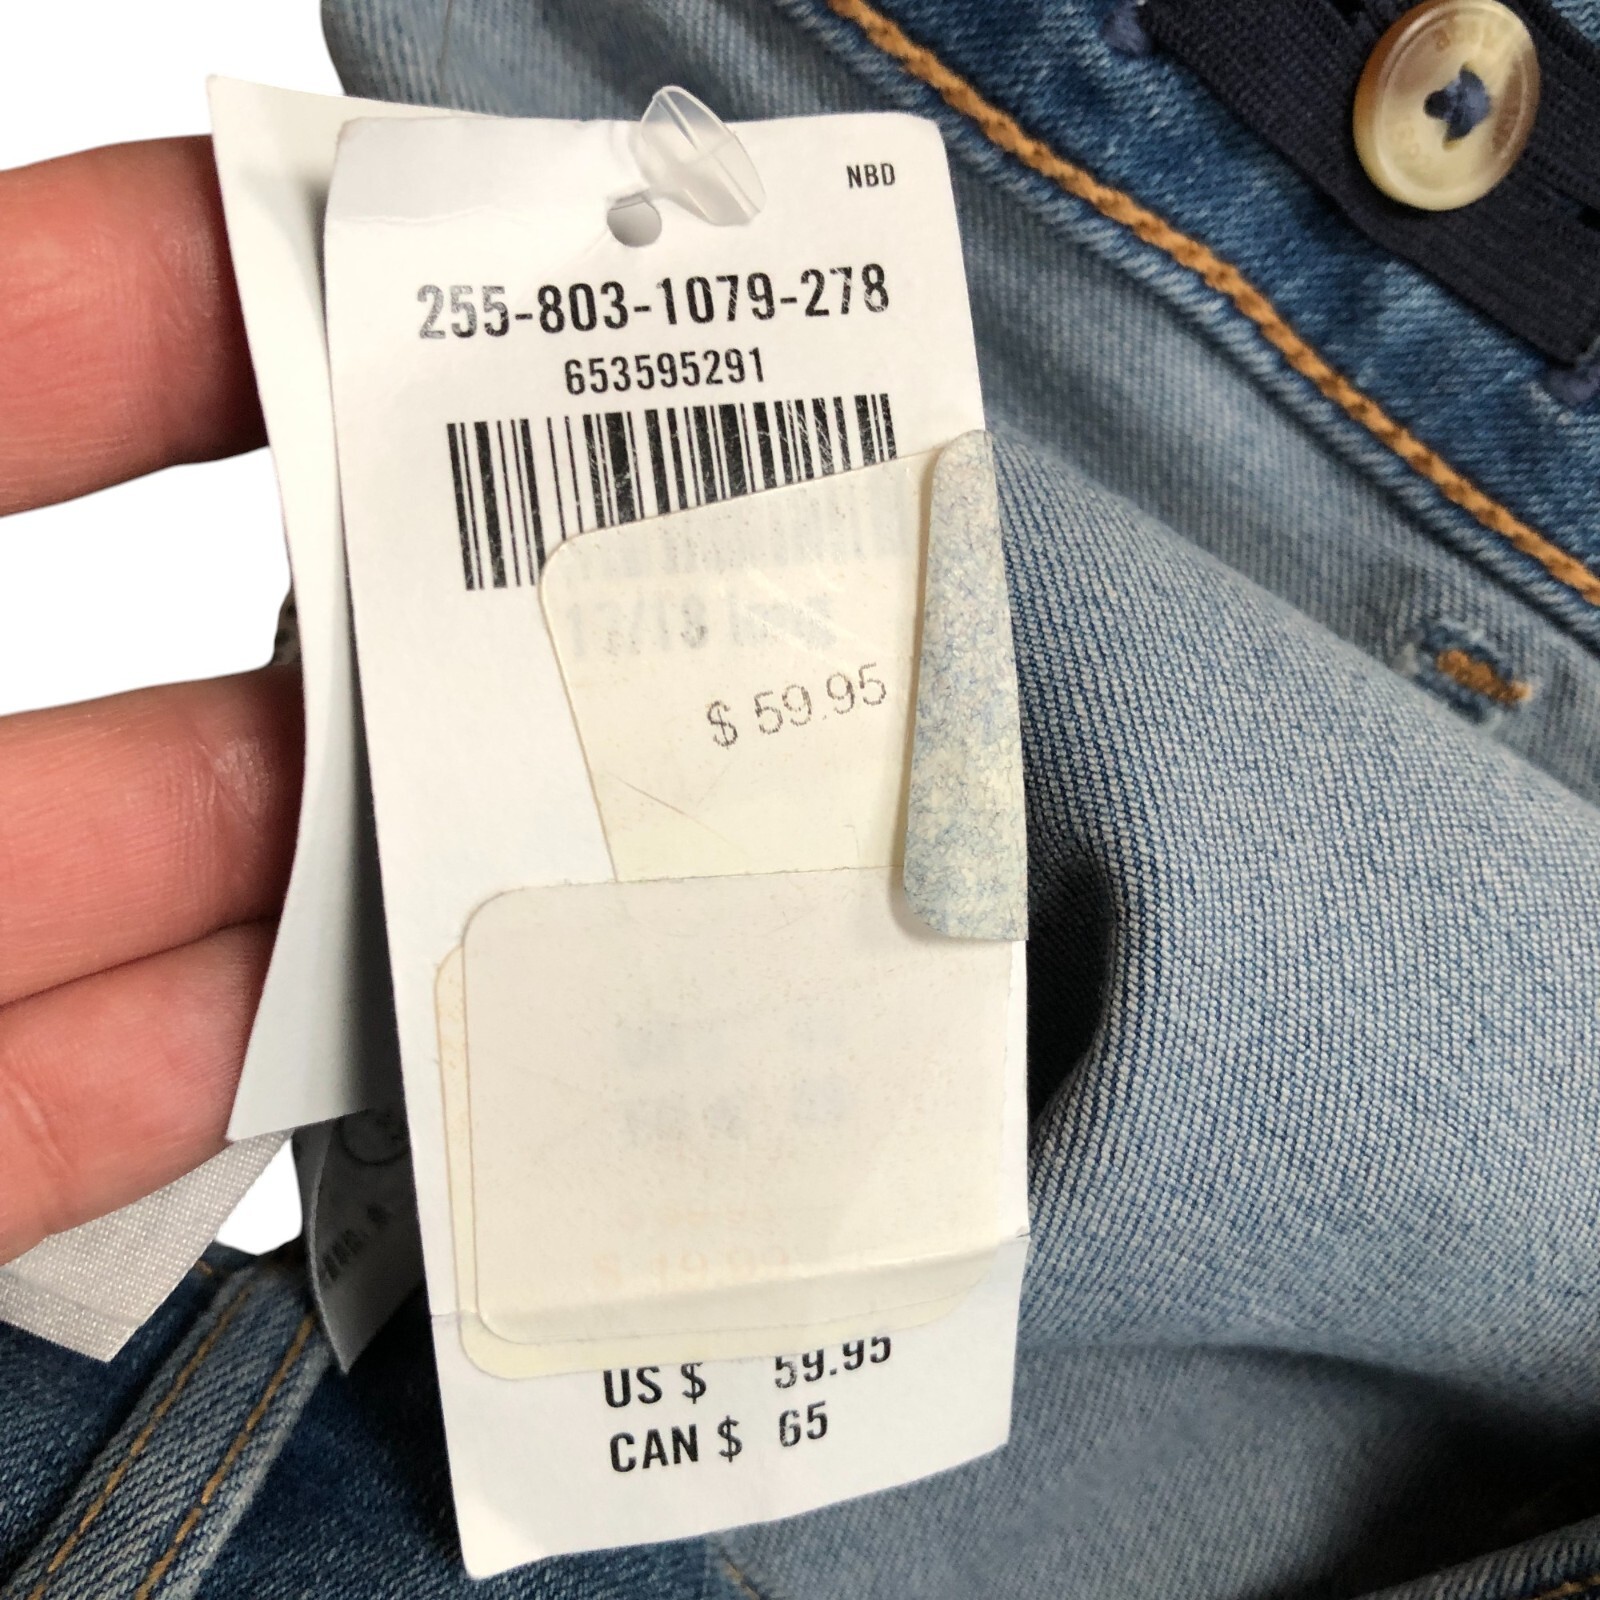 NBD
255-803-1079-278
653595291
$ 59.95
US $ 59.95
CAN $ 65